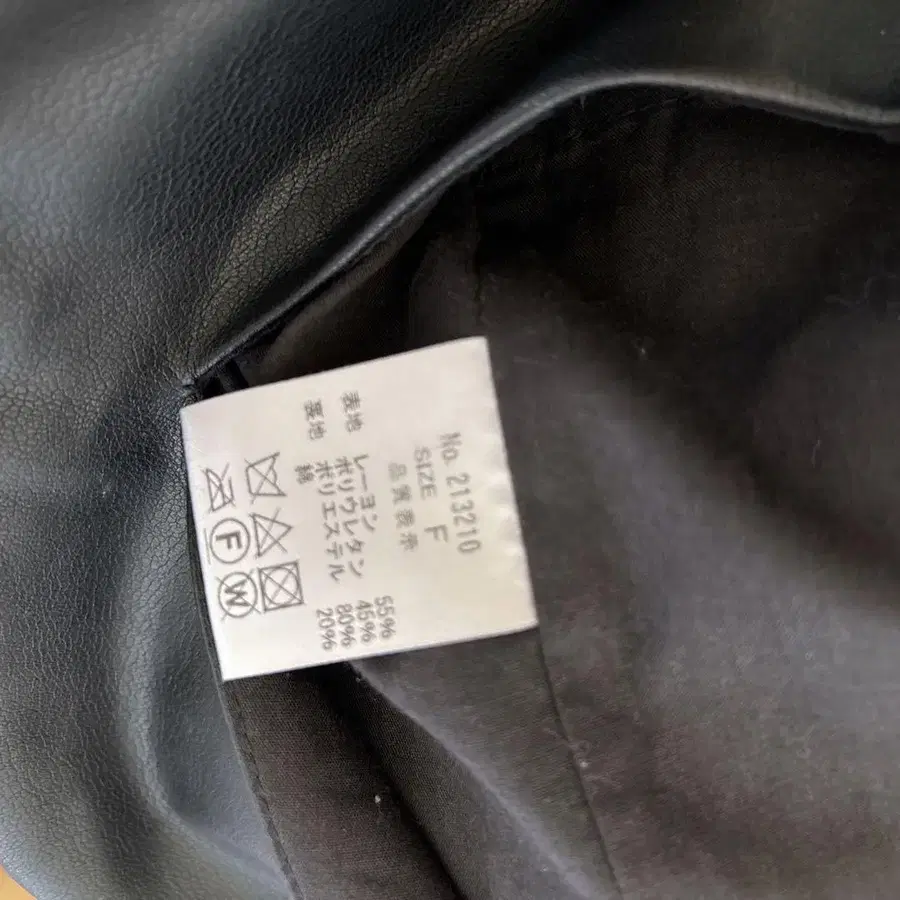 No. 213210
SIZE F
品質表示
表地 レーヨン 55%
ポリウレタン 45%
裏地 ポリエステル 80%
綿 20%
F
W